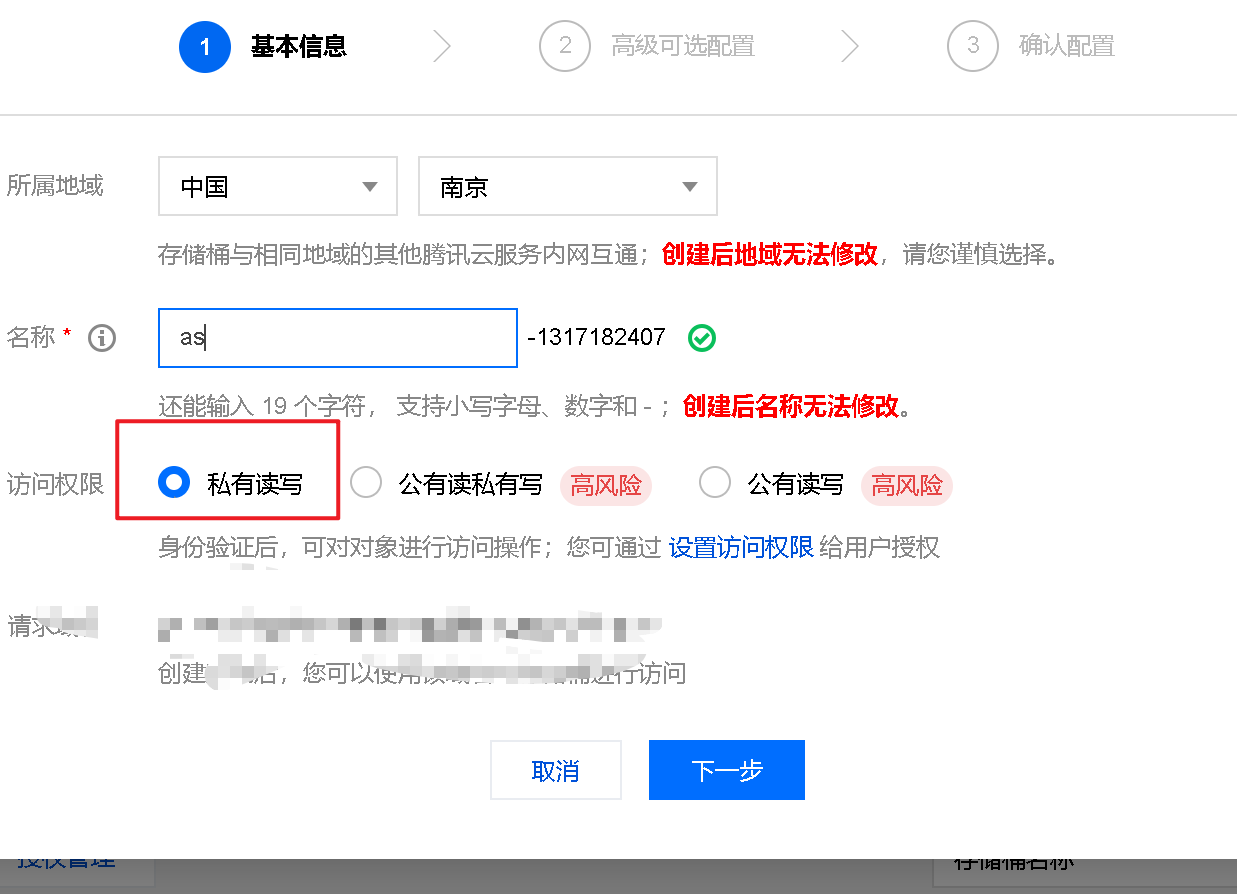 1 基本信息 2 高级可选配置 3 确认配置
所属地域 中国 南京
存储桶与相同地域的其他腾讯云服务内网互通；创建后地域无法修改，请您谨慎选择。
名称 * as -1317182407
还能输入 19 个字符， 支持小写字母、数字和 - ；创建后名称无法修改。
访问权限 私有读写 公有读私有写 高风险 公有读写 高风险
身份验证后，可对对象进行访问操作；您可通过 设置访问权限 给用户授权
请求
创建 后，您可以使用该 进行访问
取消 下一步
授权管理 存储桶名称